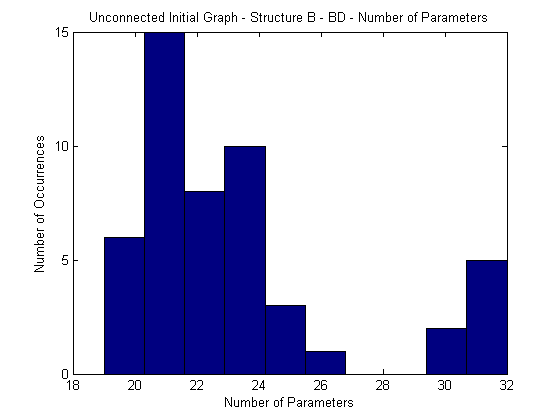 Unconnected Initial Graph - Structure B - BD - Number of Parameters
15
10
5
0
Number of Occurrences
18 20 22 24 26 28 30 32
Number of Parameters